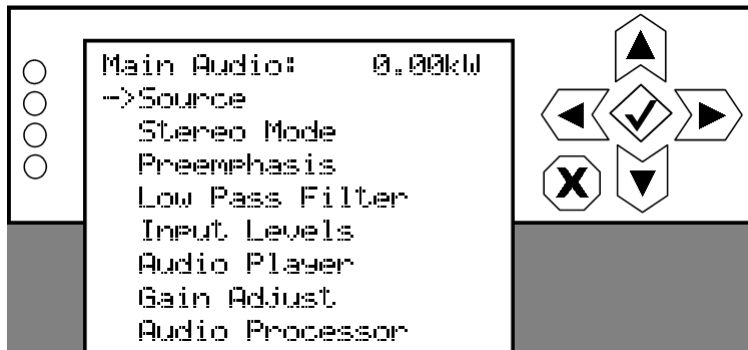 Main Audio:    0.00kW
->Source
Stereo Mode
Preemphasis
Low Pass Filter
Input Levels
Audio Player
Gain Adjust
Audio Processor
X